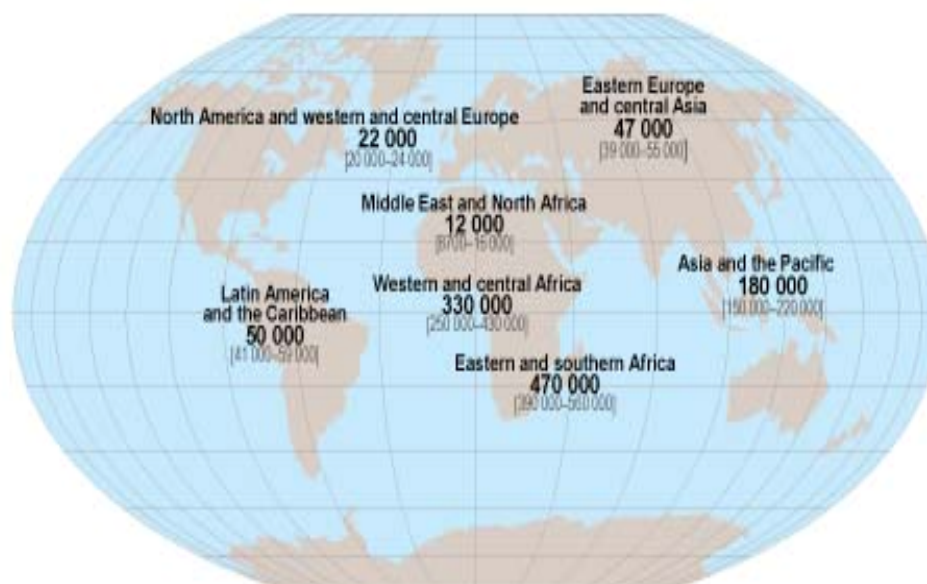 Eastern Europe
and central Asia
47 000
[39 000–55 000]
North America and western and central Europe
22 000
[20 000–24 000]
Middle East and North Africa
12 000
[8700–16 000]
Asia and the Pacific
180 000
[150 000–220 000]
Western and central Africa
330 000
[250 000–430 000]
Latin America
and the Caribbean
50 000
[41 000–59 000]
Eastern and southern Africa
470 000
[390 000–560 000]